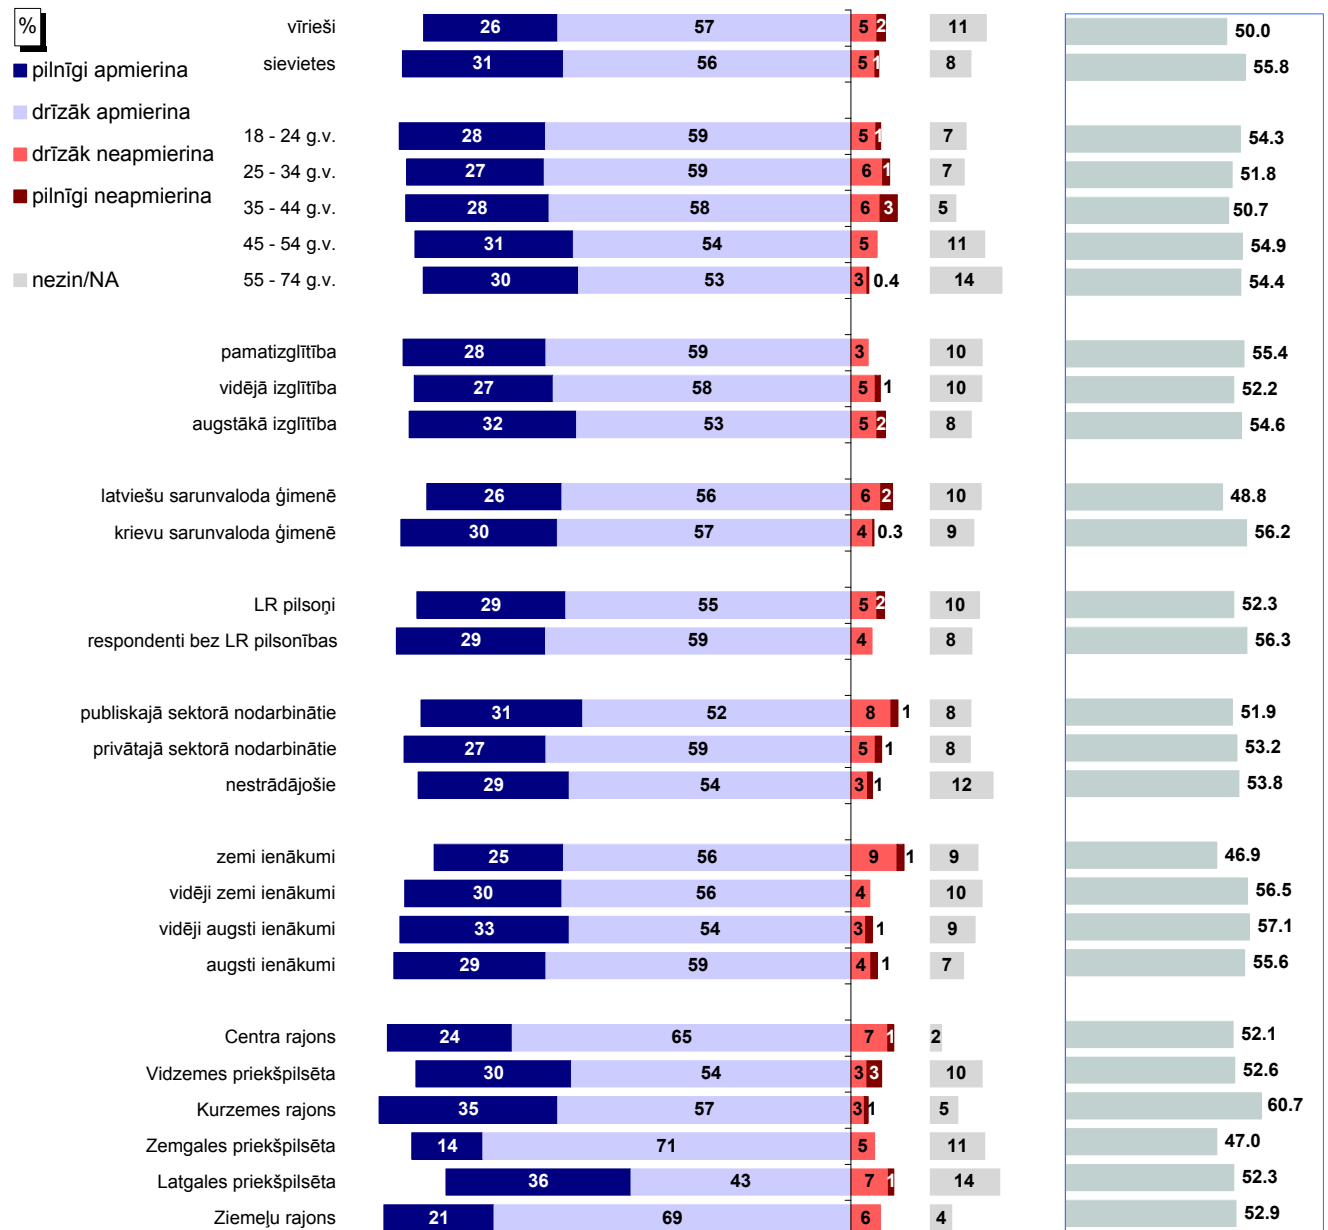 %
pilnīgi apmierina
drīzāk apmierina
drīzāk neapmierina
pilnīgi neapmierina
nezin/NA
vīrieši 26 57 5 2 11 50.0
sievietes 31 56 5 1 8 55.8
18 - 24 g.v. 28 59 5 1 7 54.3
25 - 34 g.v. 27 59 6 1 7 51.8
35 - 44 g.v. 28 58 6 3 5 50.7
45 - 54 g.v. 31 54 5 11 54.9
55 - 74 g.v. 30 53 3 0.4 14 54.4
pamatizglītība 28 59 3 10 55.4
vidējā izglītība 27 58 5 1 10 52.2
augstākā izglītība 32 53 5 2 8 54.6
latviešu sarunvaloda ģimenē 26 56 6 2 10 48.8
krievu sarunvaloda ģimenē 30 57 4 0.3 9 56.2
LR pilsoņi 29 55 5 2 10 52.3
respondenti bez LR pilsonības 29 59 4 8 56.3
publiskajā sektorā nodarbinātie 31 52 8 1 8 51.9
privātajā sektorā nodarbinātie 27 59 5 1 8 53.2
nestrādājošie 29 54 3 1 12 53.8
zemi ienākumi 25 56 9 1 9 46.9
vidēji zemi ienākumi 30 56 4 10 56.5
vidēji augsti ienākumi 33 54 3 1 9 57.1
augsti ienākumi 29 59 4 1 7 55.6
Centra rajons 24 65 7 1 2 52.1
Vidzemes priekšpilsēta 30 54 3 3 10 52.6
Kurzemes rajons 35 57 3 1 5 60.7
Zemgales priekšpilsēta 14 71 5 11 47.0
Latgales priekšpilsēta 36 43 7 1 14 52.3
Ziemeļu rajons 21 69 6 4 52.9